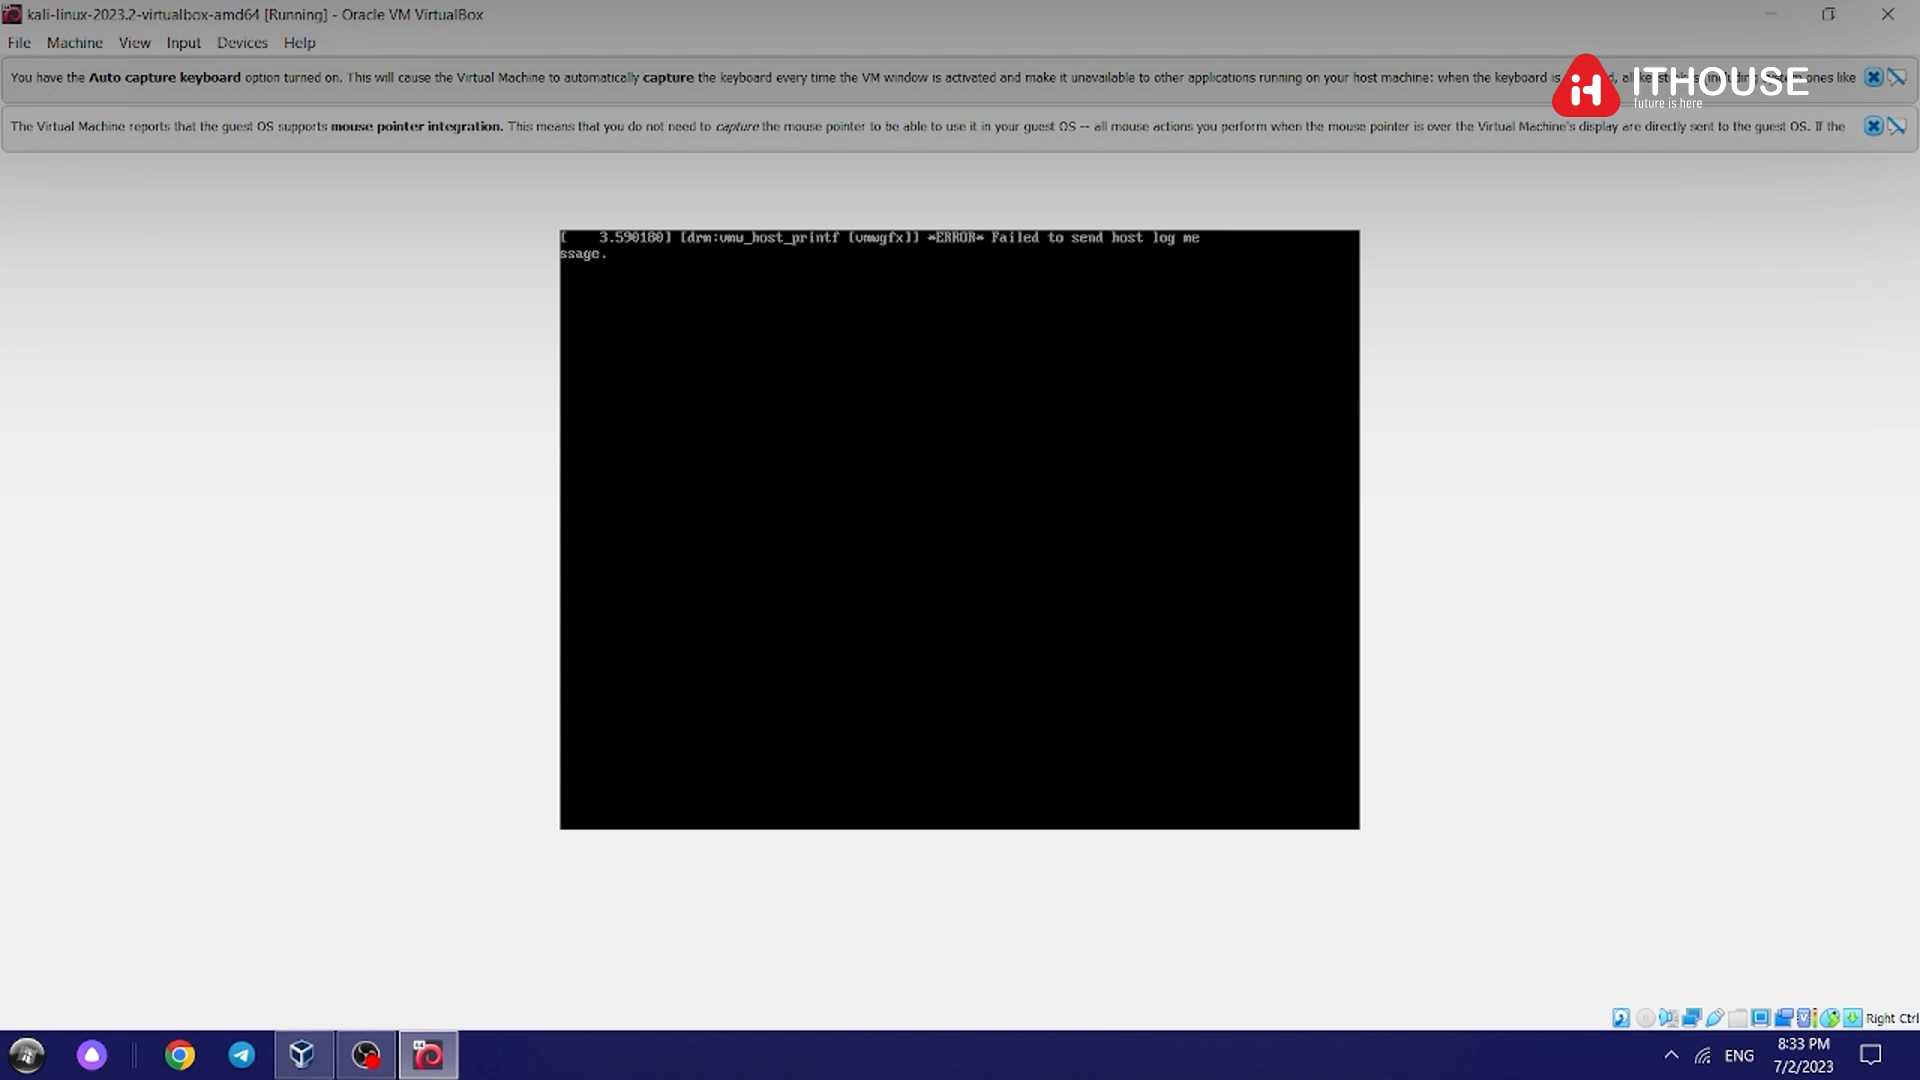 kali-linux-2023.2-virtualbox-amd64 [Running] - Oracle VM VirtualBox
File Machine View Input Devices Help
You have the Auto capture keyboard option turned on. This will cause the Virtual Machine to automatically capture the keyboard every time the VM window is activated and make it unavailable to other applications running on your host machine: when the keyboard is ones like
ITHOUSE
future is here
The Virtual Machine reports that the guest OS supports mouse pointer integration. This means that you do not need to capture the mouse pointer to be able to use it in your guest OS -- all mouse actions you perform when the mouse pointer is over the Virtual Machine's display are directly sent to the guest OS. If the
[    3.590180] [drm:vmw_host_printf [vmwgfx]] *ERROR* Failed to send host log me
ssage.
Right Ctrl
ENG
8:33 PM
7/2/2023